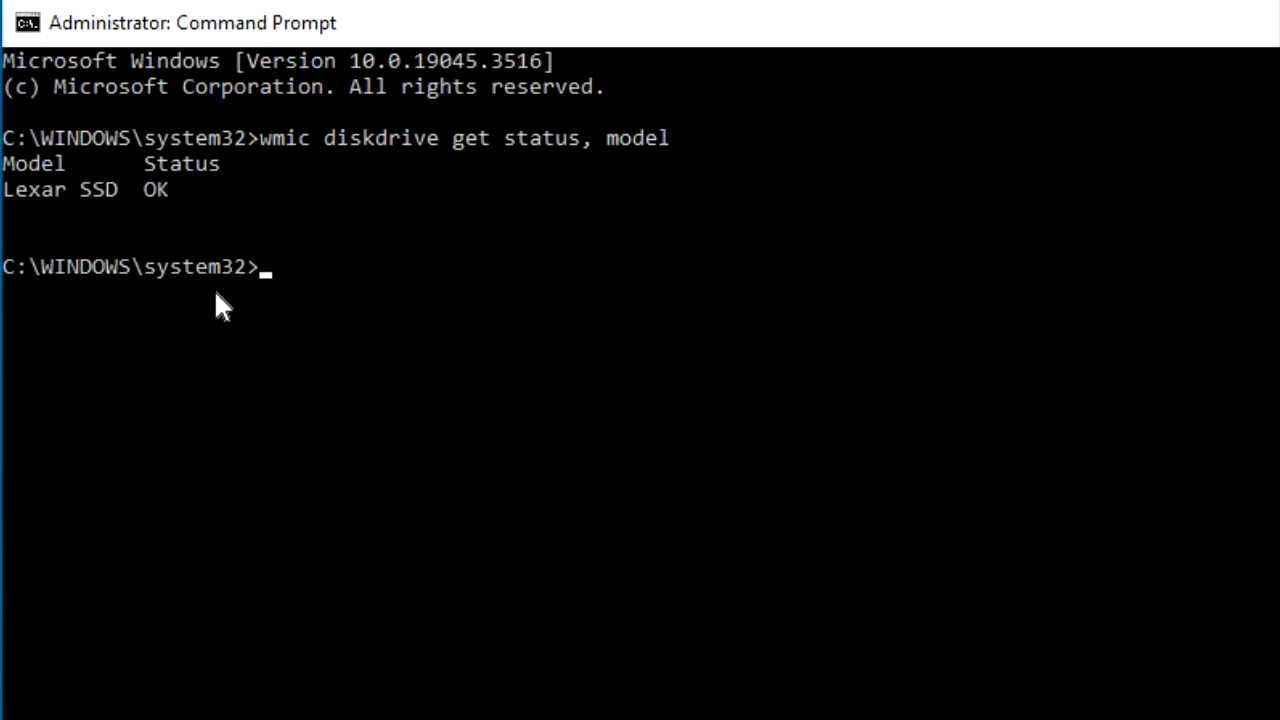 Administrator: Command Prompt
Microsoft Windows [Version 10.0.19045.3516]
(c) Microsoft Corporation. All rights reserved.
C:\WINDOWS\system32>wmic diskdrive get status, model
Model Status
Lexar SSD OK
C:\WINDOWS\system32>